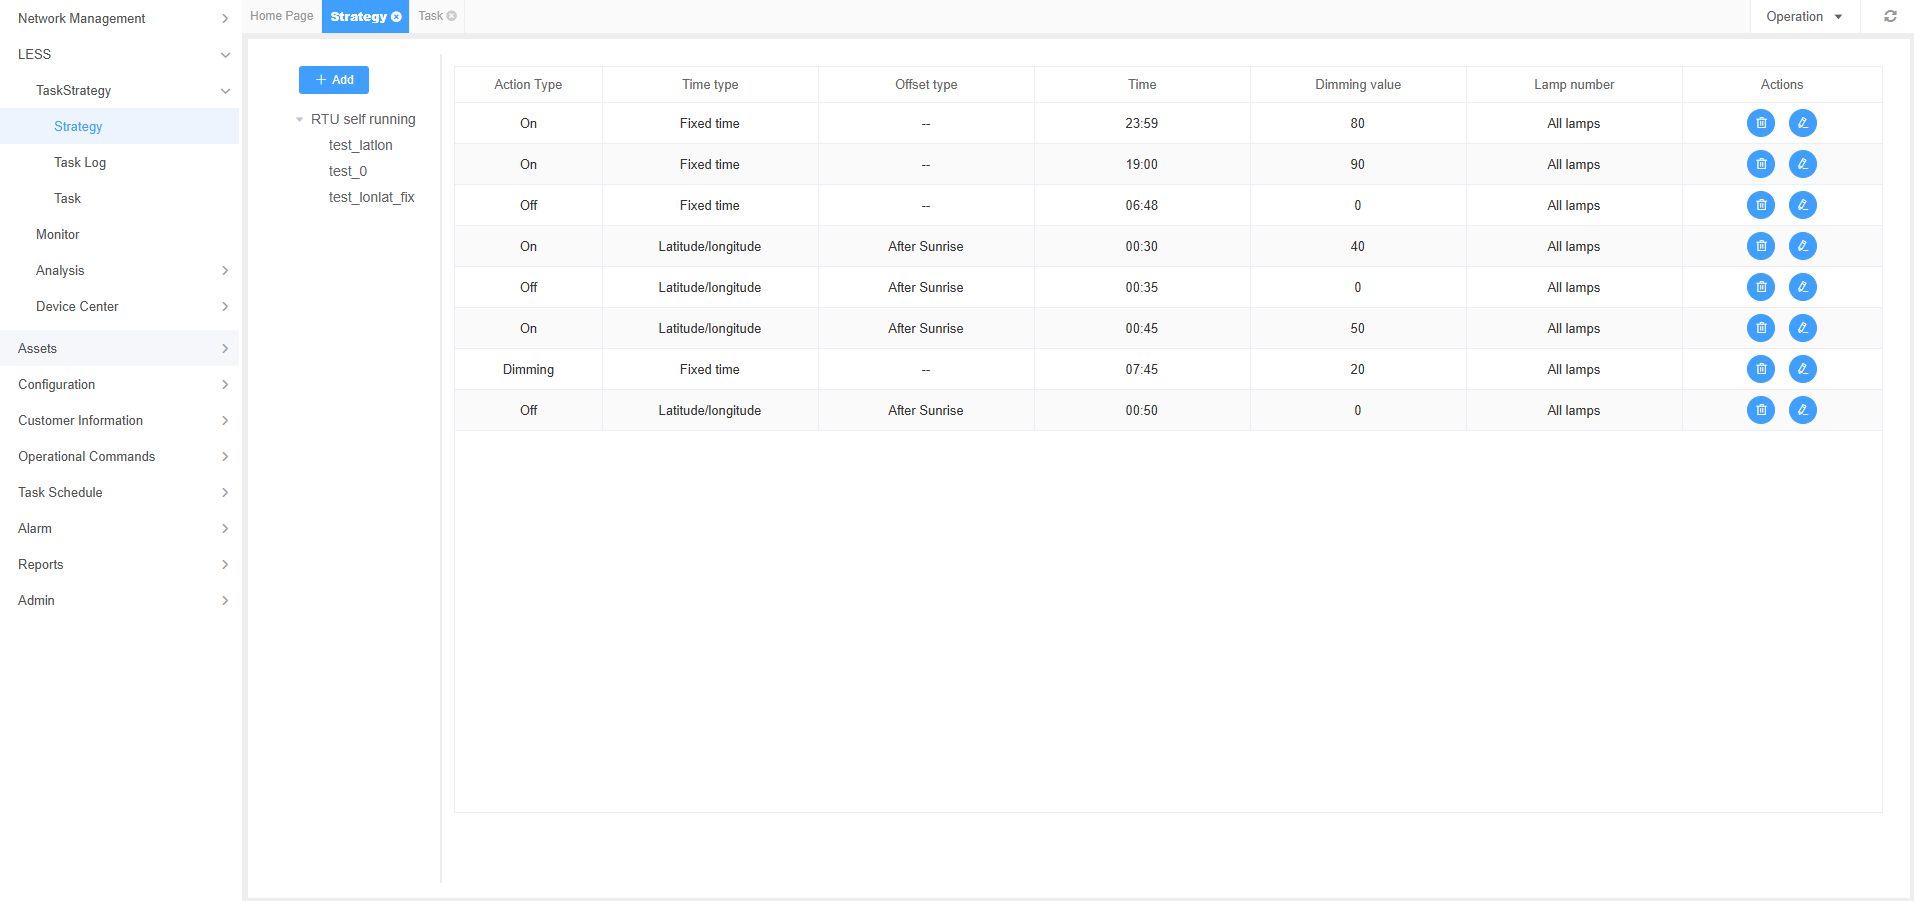 Network Management
LESS
TaskStrategy
Strategy
Task Log
Task
Monitor
Analysis
Device Center
Assets
Configuration
Customer Information
Operational Commands
Task Schedule
Alarm
Reports
Admin
Home Page Strategy Task Operation
Add
RTU self running
test_latlon
test_0
test_lonlat_fix
Action Type Time type Offset type Time Dimming value Lamp number Actions
On Fixed time -- 23:59 80 All lamps
On Fixed time -- 19:00 90 All lamps
Off Fixed time -- 06:48 0 All lamps
On Latitude/longitude After Sunrise 00:30 40 All lamps
Off Latitude/longitude After Sunrise 00:35 0 All lamps
On Latitude/longitude After Sunrise 00:45 50 All lamps
Dimming Fixed time -- 07:45 20 All lamps
Off Latitude/longitude After Sunrise 00:50 0 All lamps